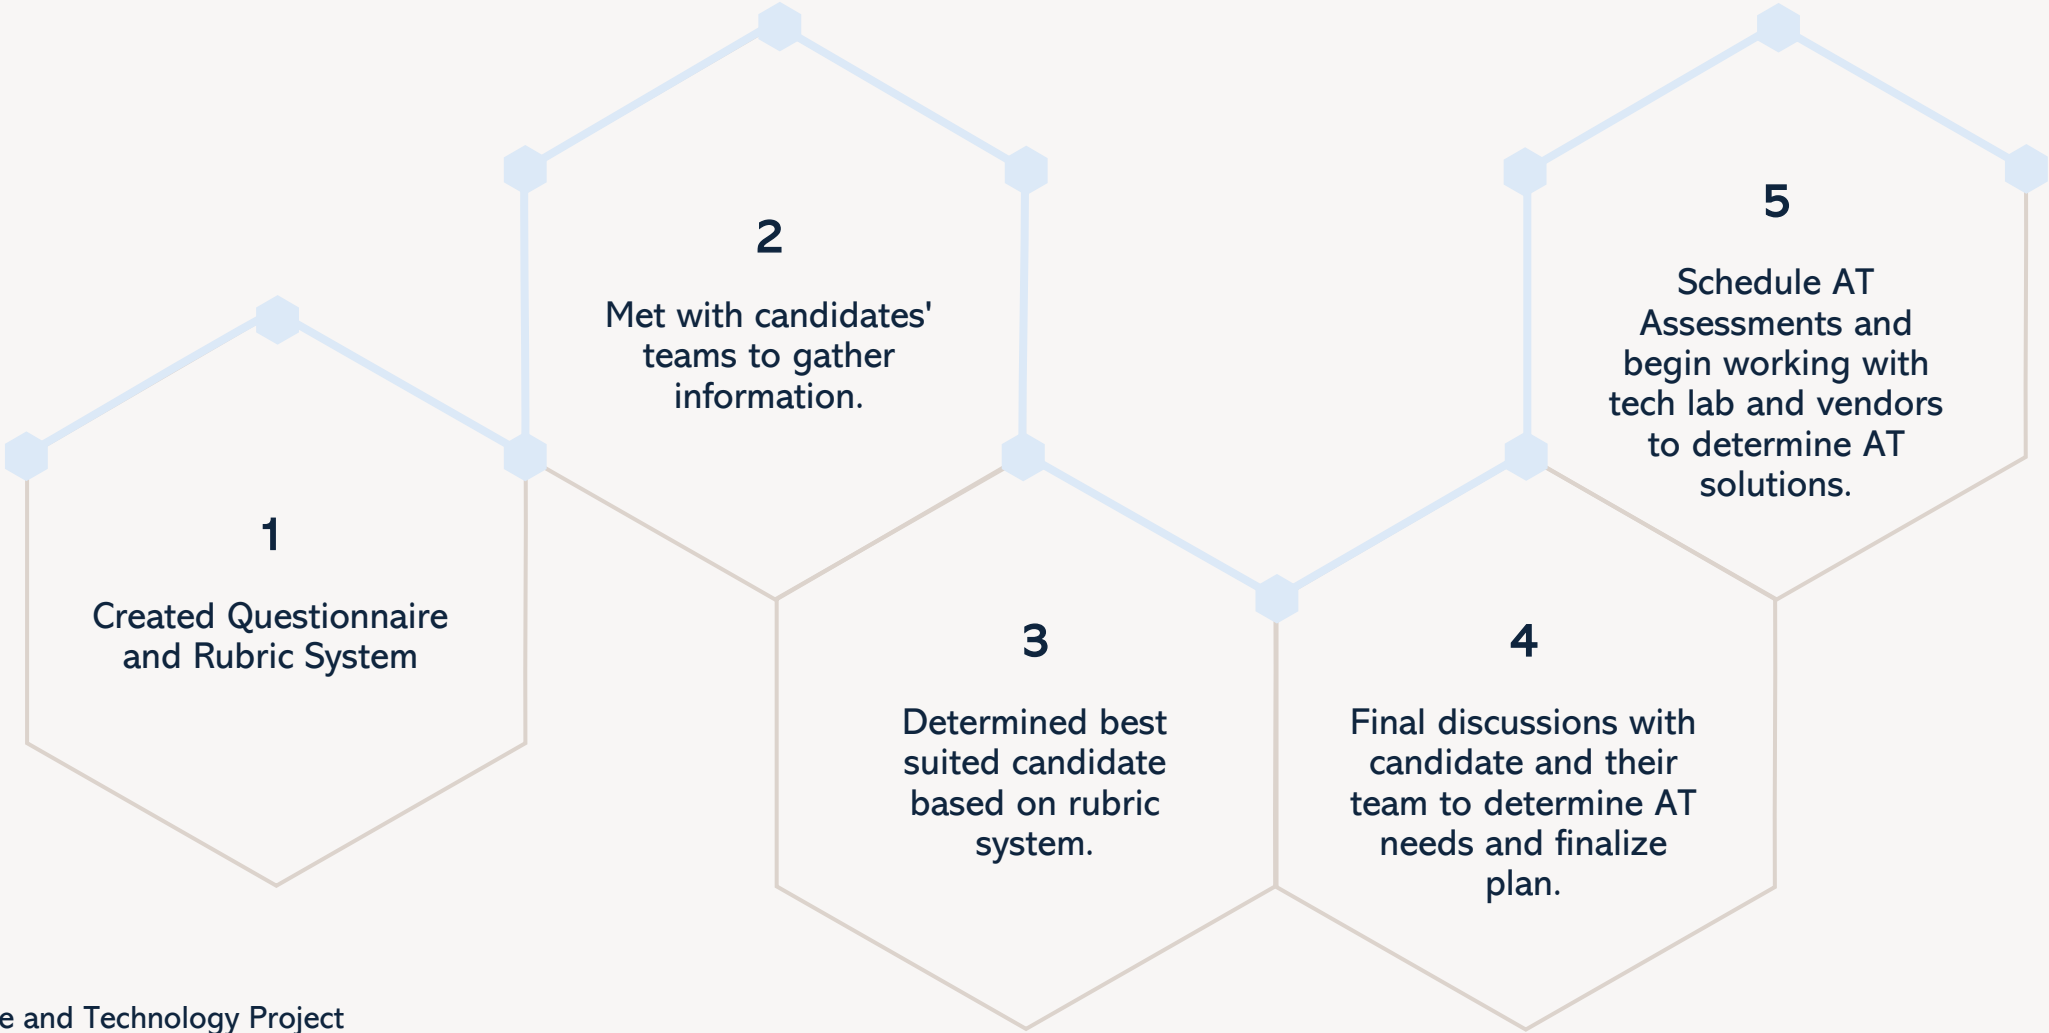 1
Created Questionnaire
and Rubric System
2
Met with candidates'
teams to gather
information.
3
Determined best
suited candidate
based on rubric
system.
4
Final discussions with
candidate and their
team to determine AT
needs and finalize
plan.
5
Schedule AT
Assessments and
begin working with
tech lab and vendors
to determine AT
solutions.
and Technology Project